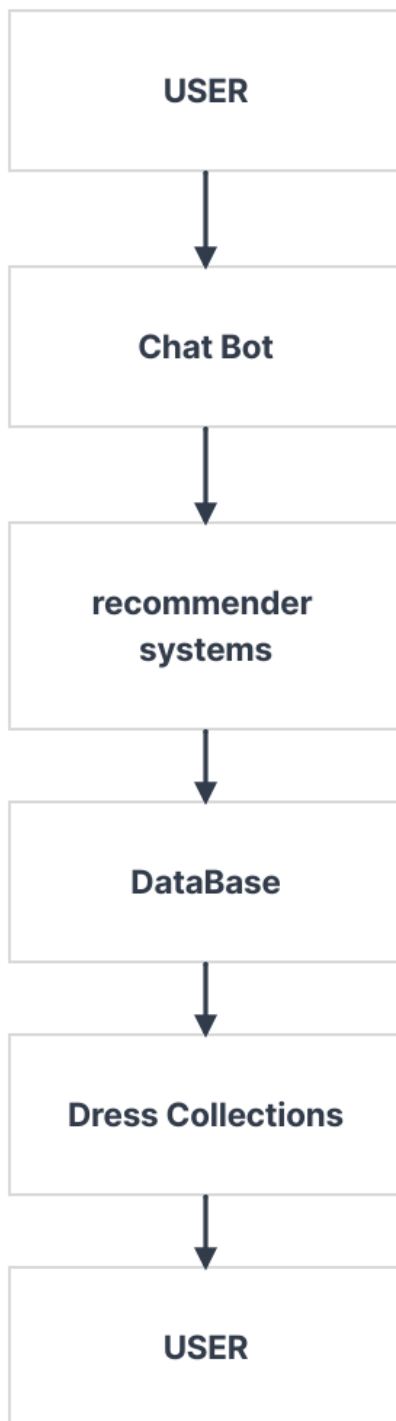 USER
Chat Bot
recommender
systems
DataBase
Dress Collections
USER